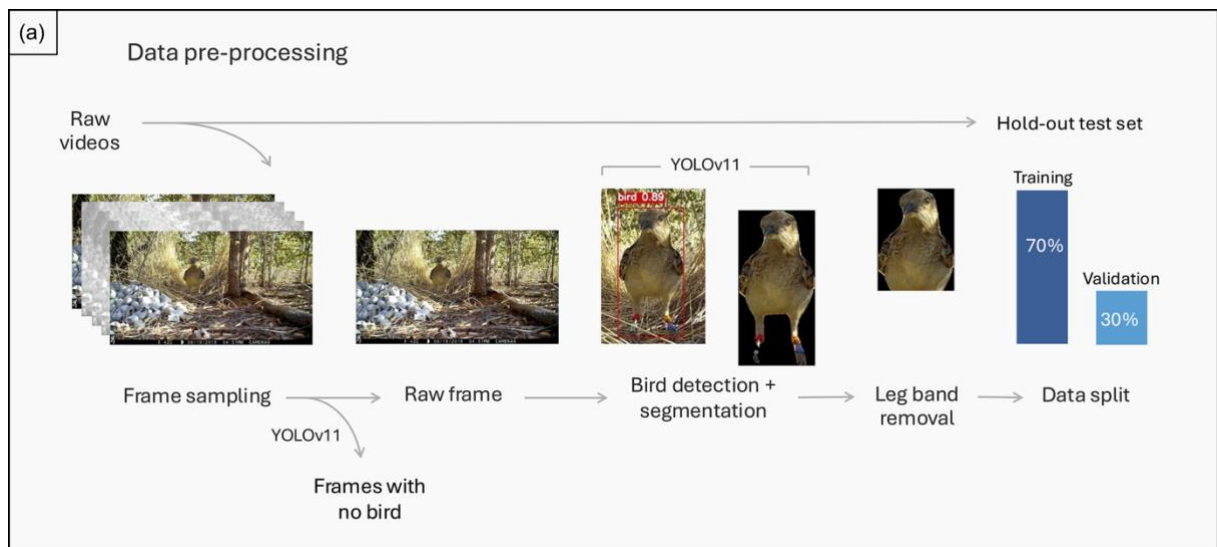 (a)
Data pre-processing
Raw
videos
Hold-out test set
YOLOv11
Training
bird 0.89
70%
Validation
30%
Frame sampling
Raw frame
Bird detection +
segmentation
Leg band
removal
Data split
YOLOv11
Frames with
no bird